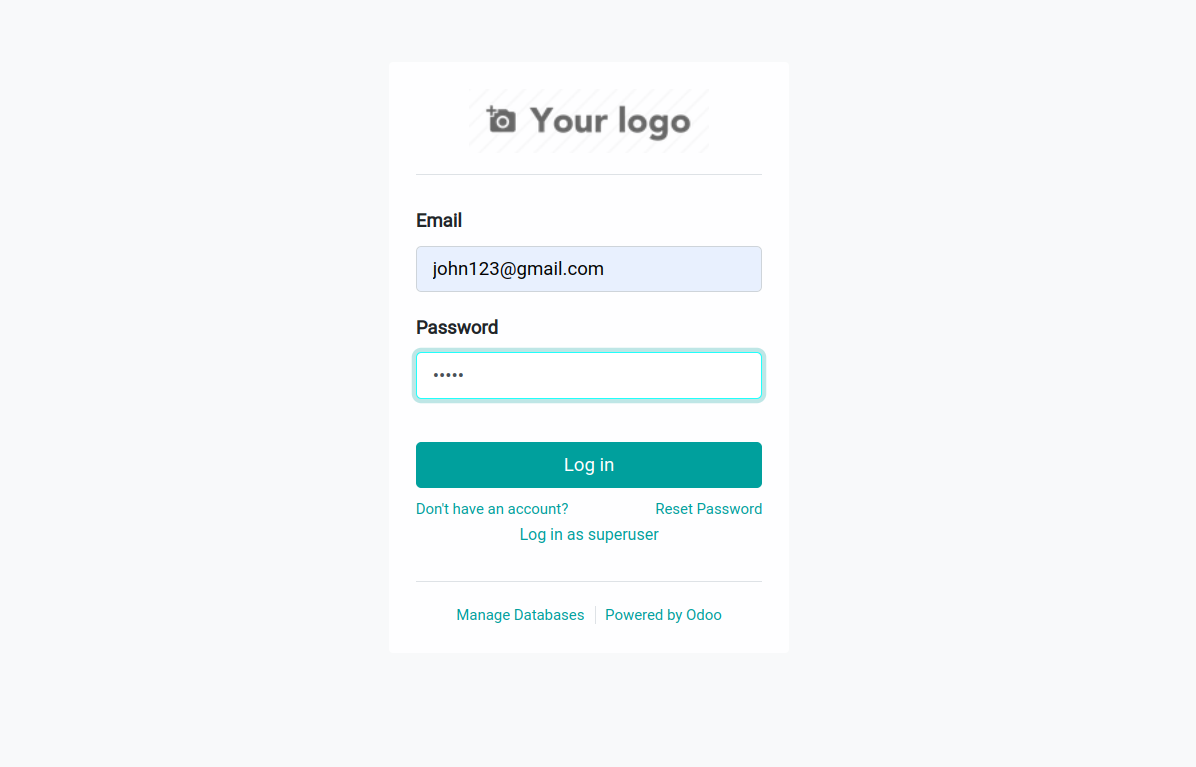 Your logo
Email
john123@gmail.com
Password
•••••
Log in
Don't have an account? Reset Password
Log in as superuser
Manage Databases Powered by Odoo